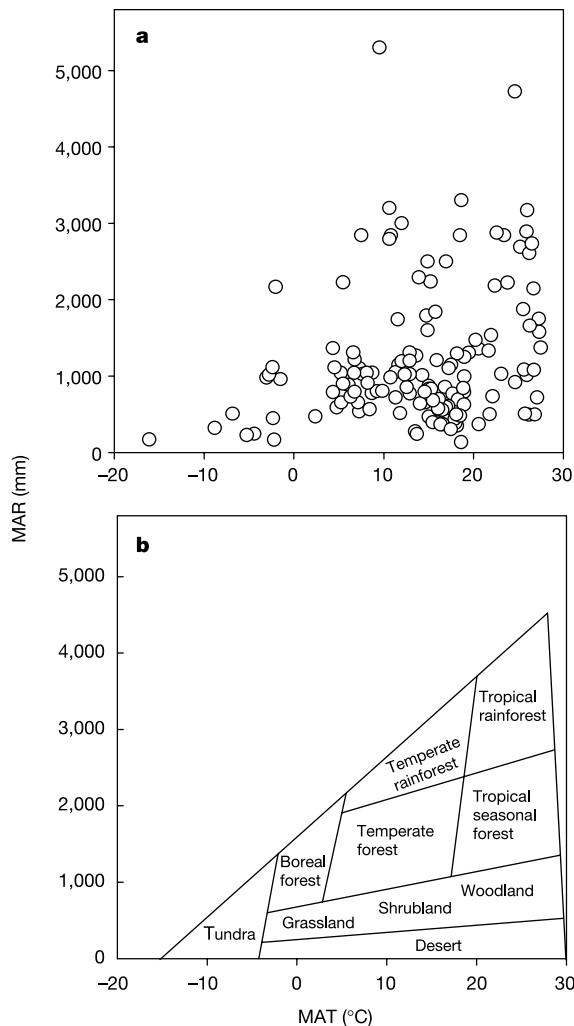 a
5,000
4,000
3,000
2,000
1,000
0
–20
–10
0
10
20
30
MAR (mm)
b
5,000
4,000
3,000
2,000
1,000
0
Tropical
rainforest
Temperate
rainforest
Tropical
seasonal
forest
Temperate
forest
Boreal
forest
Woodland
Shrubland
Grassland
Tundra
Desert
–20
–10
0
10
20
30
MAT (°C)